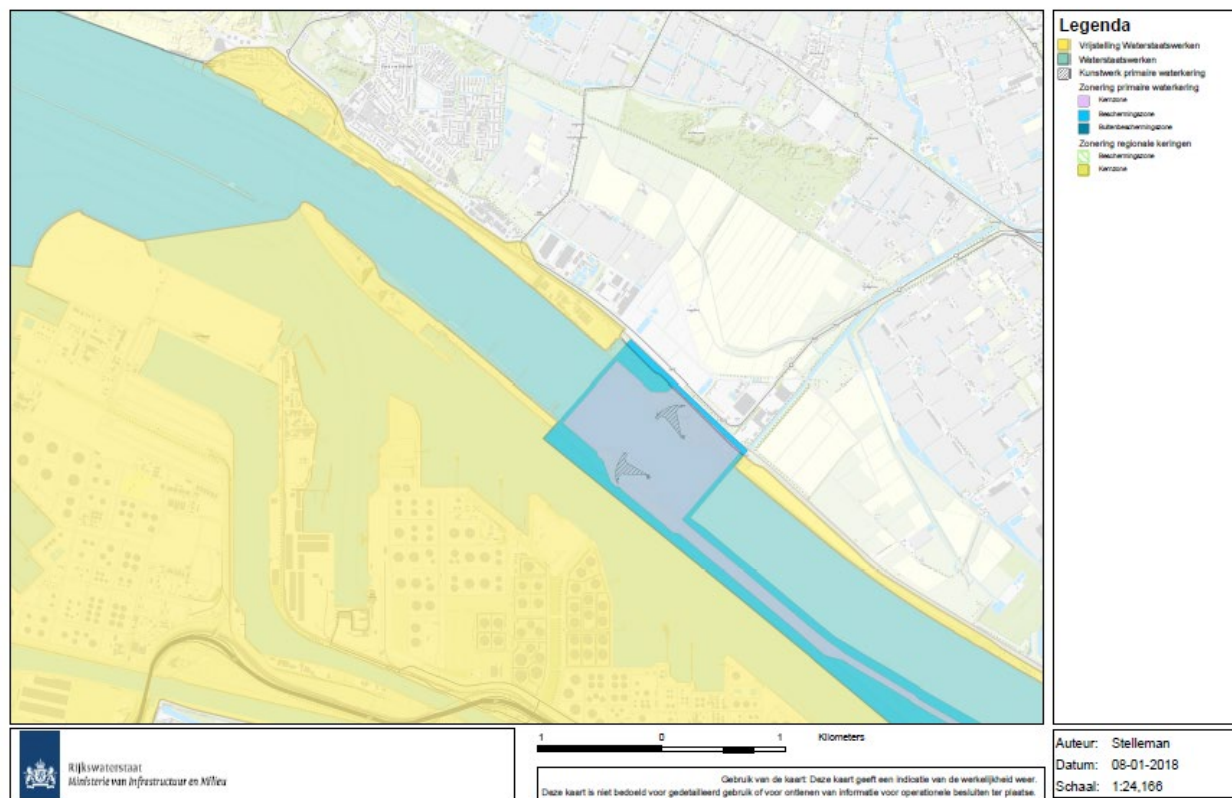 Legenda
Vrijstelling Waterstaatswerken
Waterstaatswerken
Kunstwerk primaire waterkering
Zonering primaire waterkering
Kernzone
Beschermingszone
Buitenbeschermingszone
Zonering regionale keringen
Beschermingszone
Kernzone
Rijkswaterstaat
Ministerie van Infrastructuur en Milieu
1 0 1 Kilometers
Gebruik van de kaart: Deze kaart geeft een indicatie van de werkelijkheid weer.
Deze kaart is niet bedoeld voor gedetailleerd gebruik of voor ontlenen van informatie voor operationele besluiten ter plaatse.
Auteur: Stelleman
Datum: 08-01-2018
Schaal: 1:24,166